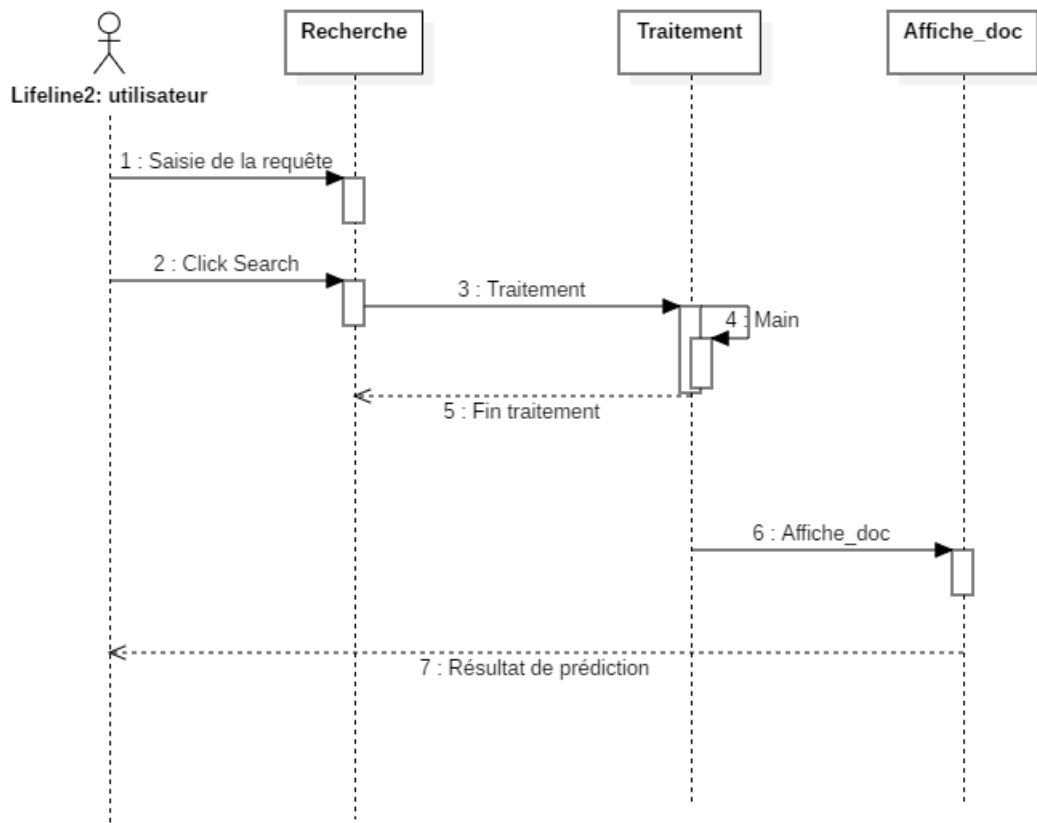 Recherche
Traitement
Affiche_doc
Lifeline2: utilisateur
1 : Saisie de la requête
2 : Click Search
3 : Traitement
4 : Main
5 : Fin traitement
6 : Affiche_doc
7 : Résultat de prédiction